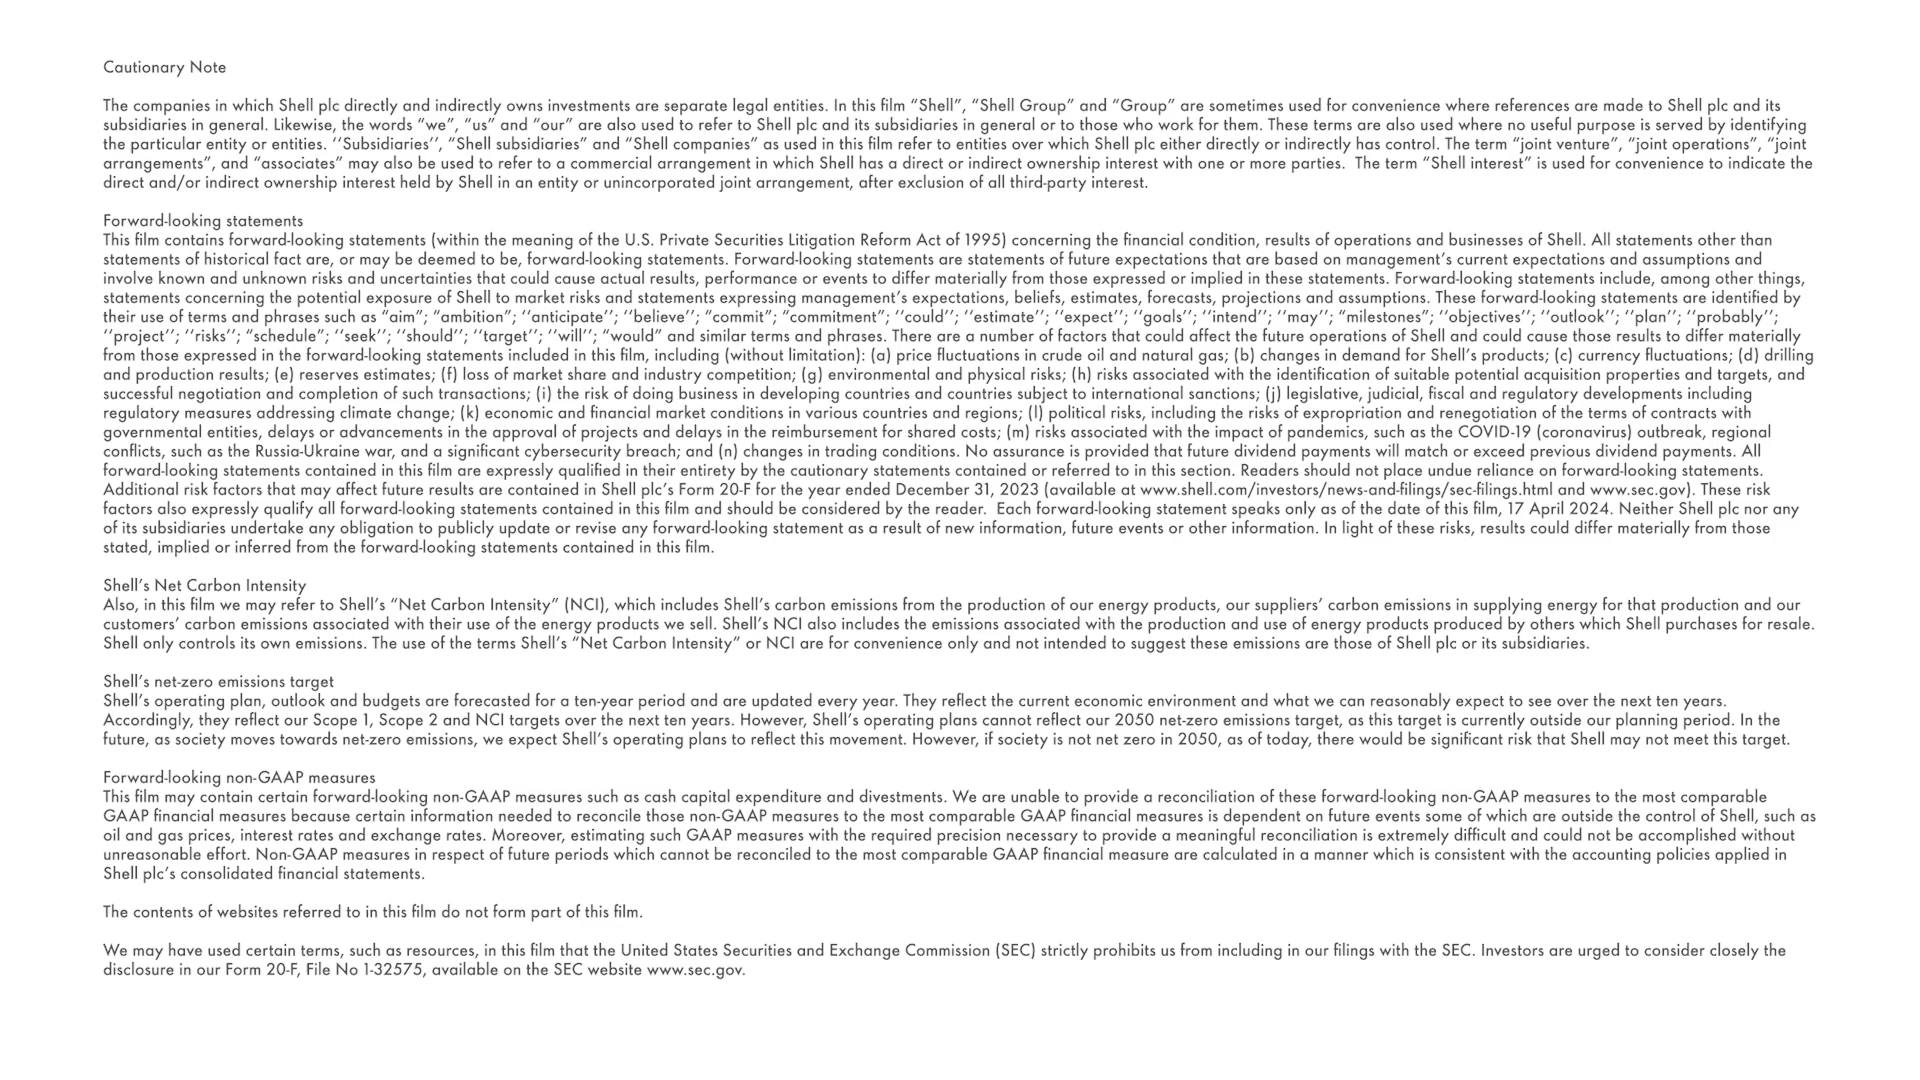 Cautionary Note
The companies in which Shell plc directly and indirectly owns investments are separate legal entities. In this film “Shell”, “Shell Group” and “Group” are sometimes used for convenience where references are made to Shell plc and its
subsidiaries in general. Likewise, the words “we”, “us” and “our” are also used to refer to Shell plc and its subsidiaries in general or to those who work for them. These terms are also used where no useful purpose is served by identifying
the particular entity or entities. ‘‘Subsidiaries’’, “Shell subsidiaries” and “Shell companies” as used in this film refer to entities over which Shell plc either directly or indirectly has control. The term “joint venture”, “joint operations”, “joint
arrangements”, and “associates” may also be used to refer to a commercial arrangement in which Shell has a direct or indirect ownership interest with one or more parties.  The term “Shell interest” is used for convenience to indicate the
direct and/or indirect ownership interest held by Shell in an entity or unincorporated joint arrangement, after exclusion of all third-party interest.
Forward-looking statements
This film contains forward-looking statements (within the meaning of the U.S. Private Securities Litigation Reform Act of 1995) concerning the financial condition, results of operations and businesses of Shell. All statements other than
statements of historical fact are, or may be deemed to be, forward-looking statements. Forward-looking statements are statements of future expectations that are based on management’s current expectations and assumptions and
involve known and unknown risks and uncertainties that could cause actual results, performance or events to differ materially from those expressed or implied in these statements. Forward-looking statements include, among other things,
statements concerning the potential exposure of Shell to market risks and statements expressing management’s expectations, beliefs, estimates, forecasts, projections and assumptions. These forward-looking statements are identified by
their use of terms and phrases such as “aim”; “ambition”; ‘‘anticipate’’; ‘‘believe’’; “commit”; “commitment”; ‘‘could’’; ‘‘estimate’’; ‘‘expect’’; ‘‘goals’’; ‘‘intend’’; ‘‘may’’; “milestones”; ‘‘objectives’’; ‘‘outlook’’; ‘‘plan’’; ‘‘probably’’;
‘‘project’’; ‘‘risks’’; “schedule”; ‘‘seek’’; ‘‘should’’; ‘‘target’’; ‘‘will’’; “would” and similar terms and phrases. There are a number of factors that could affect the future operations of Shell and could cause those results to differ materially
from those expressed in the forward-looking statements included in this film, including (without limitation): (a) price fluctuations in crude oil and natural gas; (b) changes in demand for Shell’s products; (c) currency fluctuations; (d) drilling
and production results; (e) reserves estimates; (f) loss of market share and industry competition; (g) environmental and physical risks; (h) risks associated with the identification of suitable potential acquisition properties and targets, and
successful negotiation and completion of such transactions; (i) the risk of doing business in developing countries and countries subject to international sanctions; (j) legislative, judicial, fiscal and regulatory developments including
regulatory measures addressing climate change; (k) economic and financial market conditions in various countries and regions; (l) political risks, including the risks of expropriation and renegotiation of the terms of contracts with
governmental entities, delays or advancements in the approval of projects and delays in the reimbursement for shared costs; (m) risks associated with the impact of pandemics, such as the COVID-19 (coronavirus) outbreak, regional
conflicts, such as the Russia-Ukraine war, and a significant cybersecurity breach; and (n) changes in trading conditions. No assurance is provided that future dividend payments will match or exceed previous dividend payments. All
forward-looking statements contained in this film are expressly qualified in their entirety by the cautionary statements contained or referred to in this section. Readers should not place undue reliance on forward-looking statements.
Additional risk factors that may affect future results are contained in Shell plc’s Form 20-F for the year ended December 31, 2023 (available at www.shell.com/investors/news-and-filings/sec-filings.html and www.sec.gov). These risk
factors also expressly qualify all forward-looking statements contained in this film and should be considered by the reader.  Each forward-looking statement speaks only as of the date of this film, 17 April 2024. Neither Shell plc nor any
of its subsidiaries undertake any obligation to publicly update or revise any forward-looking statement as a result of new information, future events or other information. In light of these risks, results could differ materially from those
stated, implied or inferred from the forward-looking statements contained in this film.
Shell’s Net Carbon Intensity
Also, in this film we may refer to Shell’s “Net Carbon Intensity” (NCI), which includes Shell’s carbon emissions from the production of our energy products, our suppliers’ carbon emissions in supplying energy for that production and our
customers’ carbon emissions associated with their use of the energy products we sell. Shell’s NCI also includes the emissions associated with the production and use of energy products produced by others which Shell purchases for resale.
Shell only controls its own emissions. The use of the terms Shell’s “Net Carbon Intensity” or NCI are for convenience only and not intended to suggest these emissions are those of Shell plc or its subsidiaries.
Shell’s net-zero emissions target
Shell’s operating plan, outlook and budgets are forecasted for a ten-year period and are updated every year. They reflect the current economic environment and what we can reasonably expect to see over the next ten years.
Accordingly, they reflect our Scope 1, Scope 2 and NCI targets over the next ten years. However, Shell’s operating plans cannot reflect our 2050 net-zero emissions target, as this target is currently outside our planning period. In the
future, as society moves towards net-zero emissions, we expect Shell’s operating plans to reflect this movement. However, if society is not net zero in 2050, as of today, there would be significant risk that Shell may not meet this target.
Forward-looking non-GAAP measures
This film may contain certain forward-looking non-GAAP measures such as cash capital expenditure and divestments. We are unable to provide a reconciliation of these forward-looking non-GAAP measures to the most comparable
GAAP financial measures because certain information needed to reconcile those non-GAAP measures to the most comparable GAAP financial measures is dependent on future events some of which are outside the control of Shell, such as
oil and gas prices, interest rates and exchange rates. Moreover, estimating such GAAP measures with the required precision necessary to provide a meaningful reconciliation is extremely difficult and could not be accomplished without
unreasonable effort. Non-GAAP measures in respect of future periods which cannot be reconciled to the most comparable GAAP financial measure are calculated in a manner which is consistent with the accounting policies applied in
Shell plc’s consolidated financial statements.
The contents of websites referred to in this film do not form part of this film.
We may have used certain terms, such as resources, in this film that the United States Securities and Exchange Commission (SEC) strictly prohibits us from including in our filings with the SEC. Investors are urged to consider closely the
disclosure in our Form 20-F, File No 1-32575, available on the SEC website www.sec.gov.